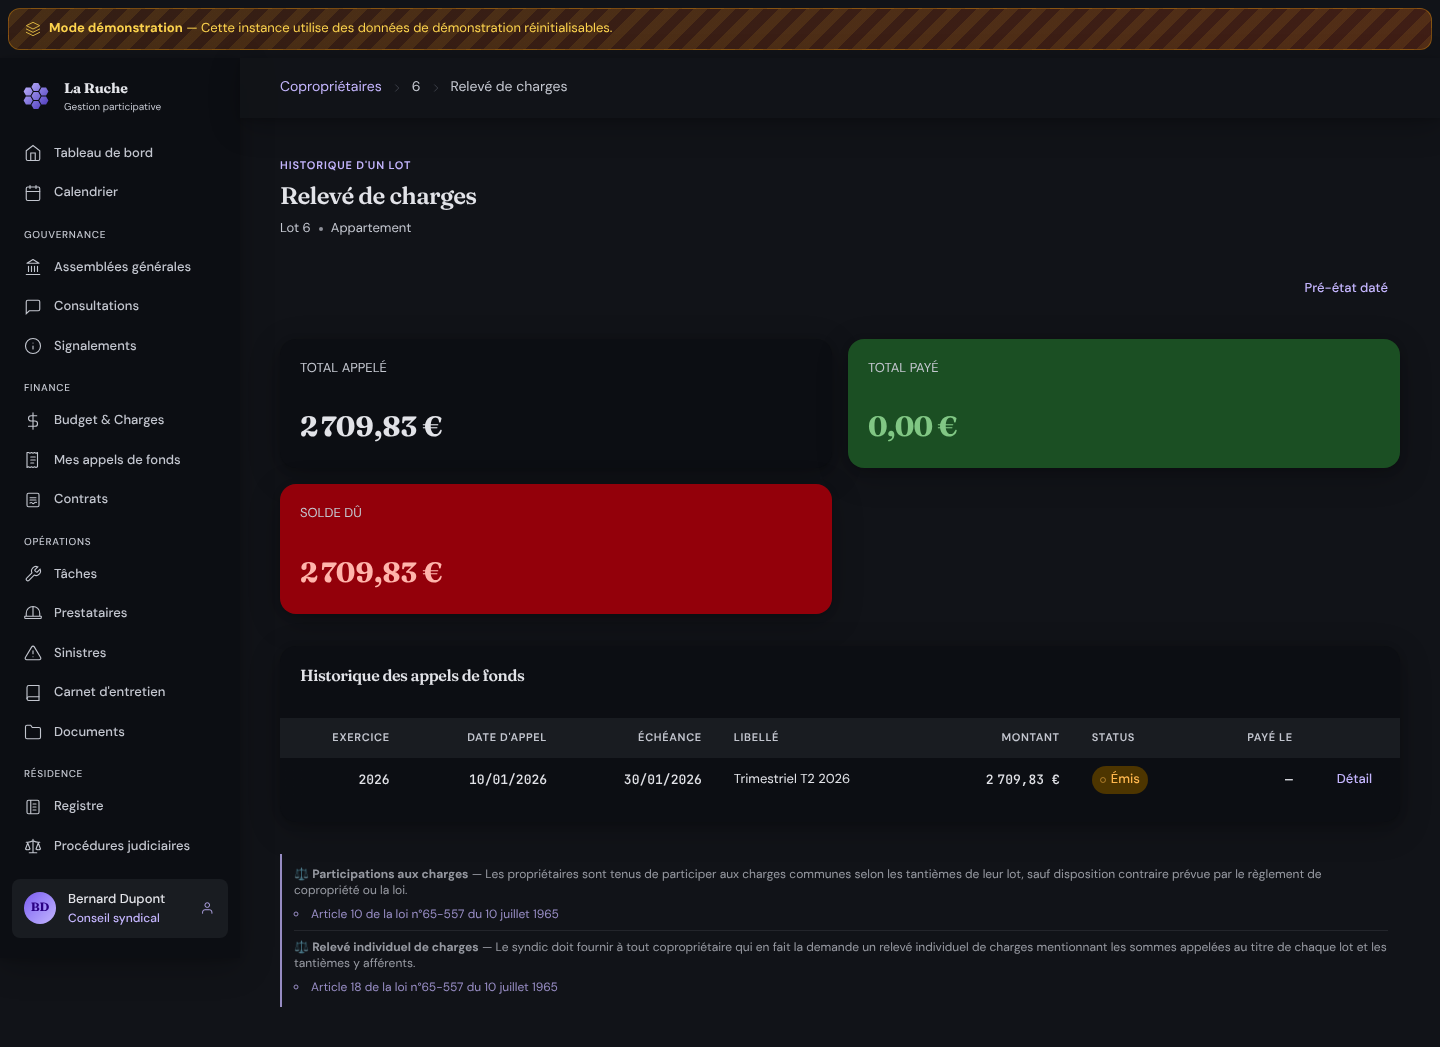 Mode démonstration — Cette instance utilise des données de démonstration réinitialisables.
La Ruche
Gestion participative
Tableau de bord
Calendrier
GOUVERNANCE
Assemblées générales
Consultations
Signalements
FINANCE
Budget & Charges
Mes appels de fonds
Contrats
OPÉRATIONS
Tâches
Prestataires
Sinistres
Carnet d'entretien
Documents
RÉSIDENCE
Registre
Procédures judiciaires
BD
Bernard Dupont
Conseil syndical
Copropriétaires > 6 > Relevé de charges
HISTORIQUE D'UN LOT
Relevé de charges
Lot 6 • Appartement
Pré-état daté
TOTAL APPELÉ
2 709,83 €
TOTAL PAYÉ
0,00 €
SOLDE DÛ
2 709,83 €
Historique des appels de fonds
EXERCICE DATE D'APPEL ÉCHÉANCE LIBELLÉ MONTANT STATUS PAYÉ LE
2026 10/01/2026 30/01/2026 Trimestriel T2 2026 2 709,83 € ○ Émis — Détail
⚖️ Participations aux charges — Les propriétaires sont tenus de participer aux charges communes selon les tantièmes de leur lot, sauf disposition contraire prévue par le règlement de
copropriété ou la loi.
Article 10 de la loi n°65-557 du 10 juillet 1965
⚖️ Relevé individuel de charges — Le syndic doit fournir à tout copropriétaire qui en fait la demande un relevé individuel de charges mentionnant les sommes appelées au titre de chaque lot et les
tantièmes y afférents.
Article 18 de la loi n°65-557 du 10 juillet 1965